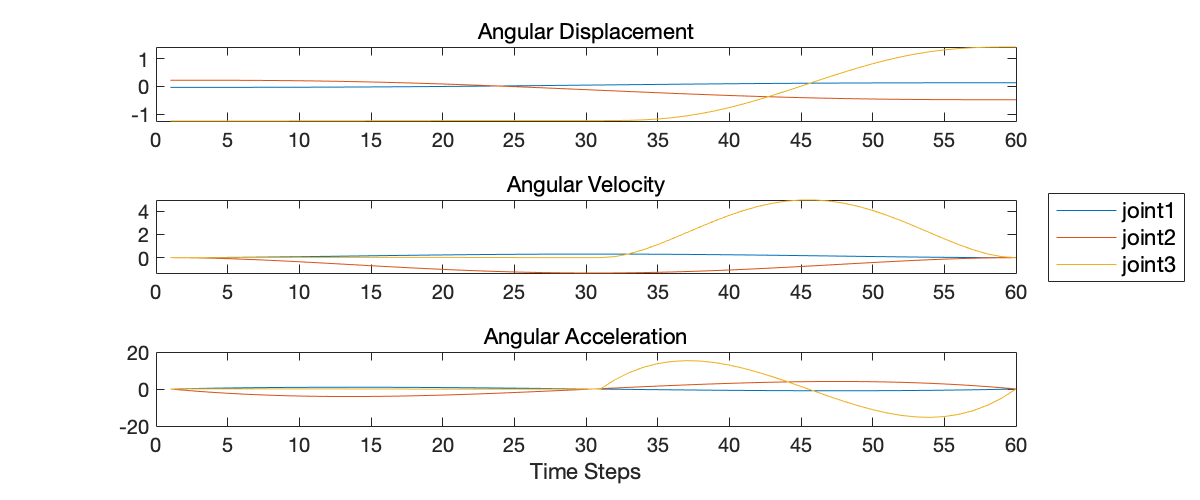 Angular Displacement
1
0
-1
0 5 10 15 20 25 30 35 40 45 50 55 60
Angular Velocity
4
2
0
0 5 10 15 20 25 30 35 40 45 50 55 60
joint1
joint2
joint3
Angular Acceleration
20
0
-20
0 5 10 15 20 25 30 35 40 45 50 55 60
Time Steps